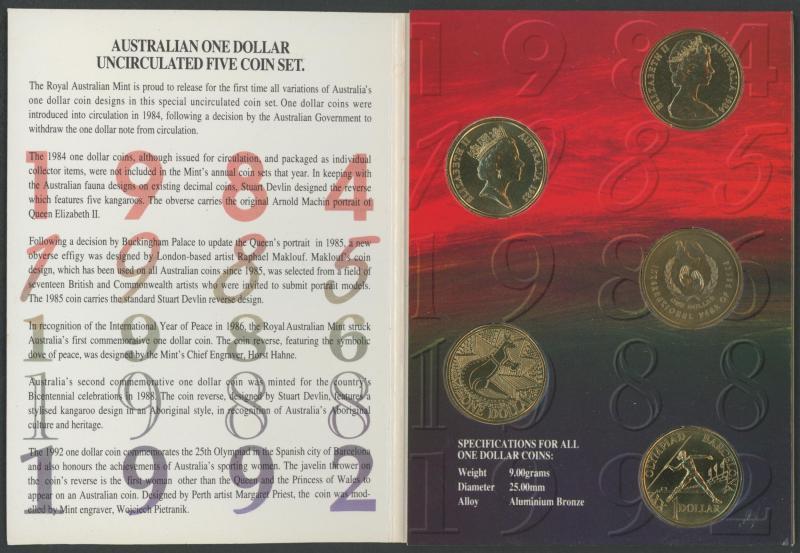 AUSTRALIAN ONE DOLLAR
UNCIRCULATED FIVE COIN SET.
The Royal Australian Mint is proud to release for the first time all variations of Australia's
one dollar coin designs in this special uncirculated coin set. One dollar coins were
introduced into circulation in 1984, following a decision by the Australian Government to
withdraw the one dollar note from circulation.
The 1984 one dollar coins, although issued for circulation, and packaged as individual
collector items, were not included in the Mint's annual coin sets that year. In keeping with
the Australian fauna designs on existing decimal coins, Stuart Devlin designed the reverse
which features five kangaroos. The obverse carries the original Arnold Machin portrait of
Queen Elizabeth II.
1984
Following a decision by Buckingham Palace to update the Queen's portrait in 1985, a new
obverse effigy was designed by London-based artist Raphael Maklouf. Maklouf's coin
design, which has been used on all Australian coins since 1985, was selected from a field of
seventeen British and Commonwealth artists who were invited to submit portrait models.
The 1985 coin carries the standard Stuart Devlin reverse design.
1985
In recognition of the International Year of Peace in 1986, the Royal Australian Mint struck
Australia's first commemorative one dollar coin. The coin reverse, featuring the symbolic
dove of peace, was designed by the Mint's Chief Engraver, Horst Hahne.
1986
Australia's second commemorative one dollar coin was minted for the country's
Bicentennial celebrations in 1988. The coin reverse, designed by Stuart Devlin, features a
stylised kangaroo design in an Aboriginal style, in recognition of Australia's Aboriginal
culture and heritage.
1988
The 1992 one dollar coin commemorates the 25th Olympiad in the Spanish city of Barcelona
and also honours the achievements of Australia's sporting women. The javelin thrower on
the coin's reverse is the first woman other than the Queen and the Princess of Wales to
appear on an Australian coin. Designed by Perth artist Margaret Priest, the coin was mod-
elled by Mint engraver, Wojciech Pietranik.
1992
1984
ELIZABETH II AUSTRALIA 1984
1985
ELIZABETH II AUSTRALIA 1985
1986
INTERNATIONAL YEAR OF PEACE
ONE DOLLAR
1988
ONE DOLLAR
1992
XXV OLYMPIAD BARCELONA
1 DOLLAR
SPECIFICATIONS FOR ALL
ONE DOLLAR COINS:
Weight 9.00grams
Diameter 25.00mm
Alloy Aluminium Bronze